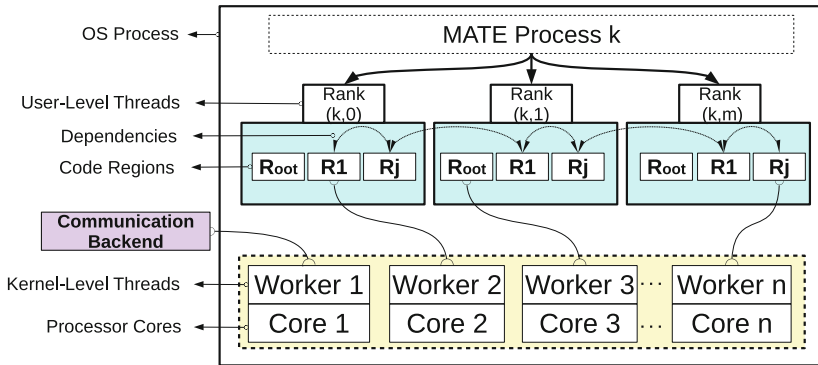 OS Process
MATE Process k
User-Level Threads
Rank
(k,0)
Rank
(k,1)
Rank
(k,m)
Dependencies
Code Regions
Root R1 Rj
Root R1 Rj
Root R1 Rj
Communication
Backend
Kernel-Level Threads
Worker 1 Worker 2 Worker 3 ... Worker n
Processor Cores
Core 1 Core 2 Core 3 ... Core n